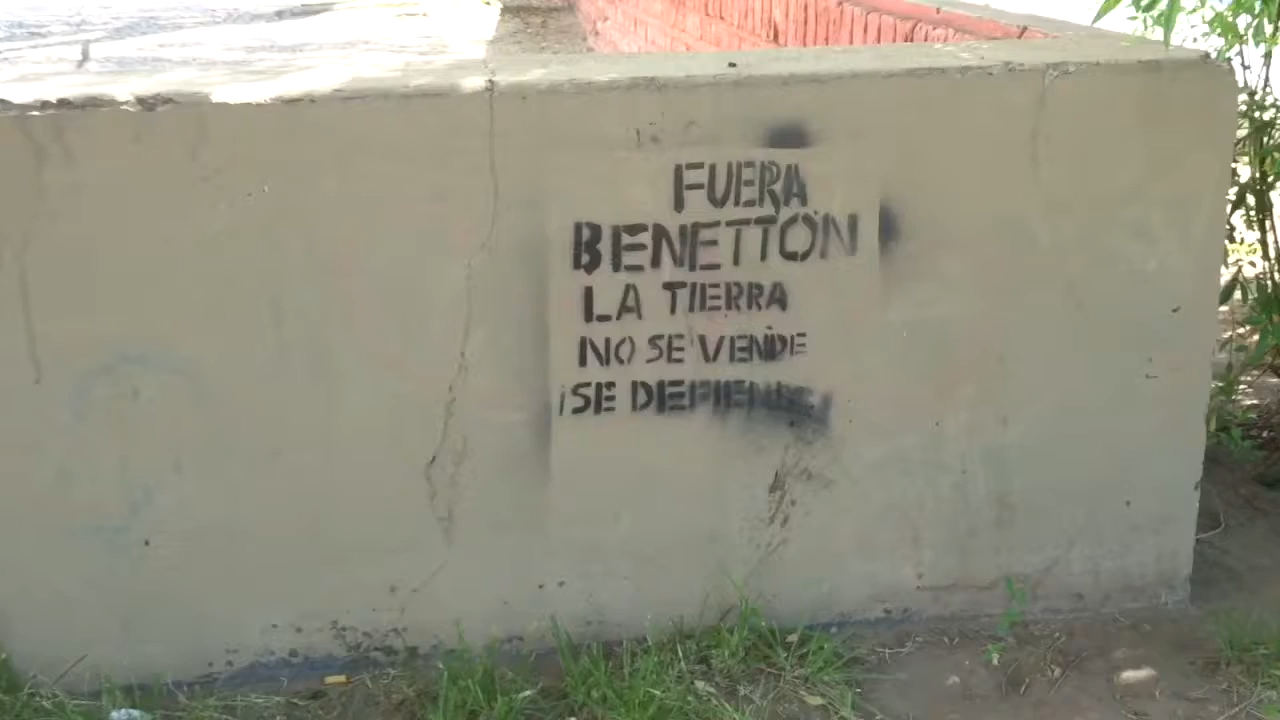 FUERA
BENETTON
LA TIERRA
NO SE VENDE
¡SE DEFIENDE!